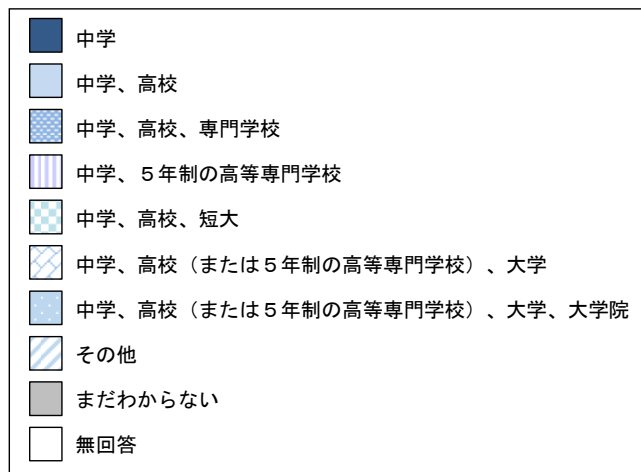 中学
中学、高校
中学、高校、専門学校
中学、５年制の高等専門学校
中学、高校、短大
中学、高校（または５年制の高等専門学校）、大学
中学、高校（または５年制の高等専門学校）、大学、大学院
その他
まだわからない
無回答